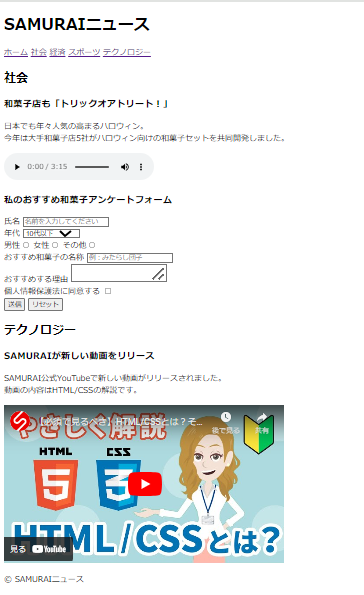 SAMURAIニュース
ホーム 社会 経済 スポーツ テクノロジー
社会
和菓子店も「トリックオアトリート！」
日本でも年々人気の高まるハロウィン。
今年は大手和菓子店5社がハロウィン向けの和菓子セットを共同開発しました。
0:00 / 3:15
私のおすすめ和菓子アンケートフォーム
氏名 名前を入力してください
年代 10代以下
男性 女性 その他
おすすめ和菓子の名称 例：みたらし団子
おすすめする理由
個人情報保護法に同意する
送信 リセット
テクノロジー
SAMURAIが新しい動画をリリース
SAMURAI公式YouTubeで新しい動画がリリースされました。
動画の内容はHTML/CSSの解説です。
【必須で見るべき】HTML/CSSとは？そ...
後で見る 共有
やさしく解説
HTML CSS
5 3
HTML/CSSとは？
見る YouTube
© SAMURAIニュース